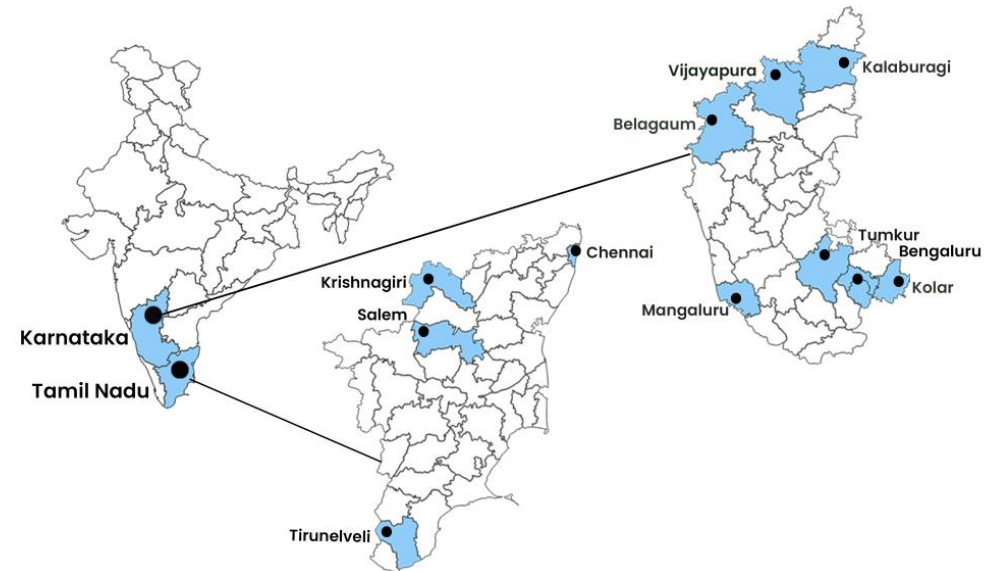 Karnataka
Tamil Nadu
Krishnagiri
Salem
Chennai
Tirunelveli
Vijayapura
Kalaburagi
Belagaum
Tumkur
Bengaluru
Kolar
Mangaluru